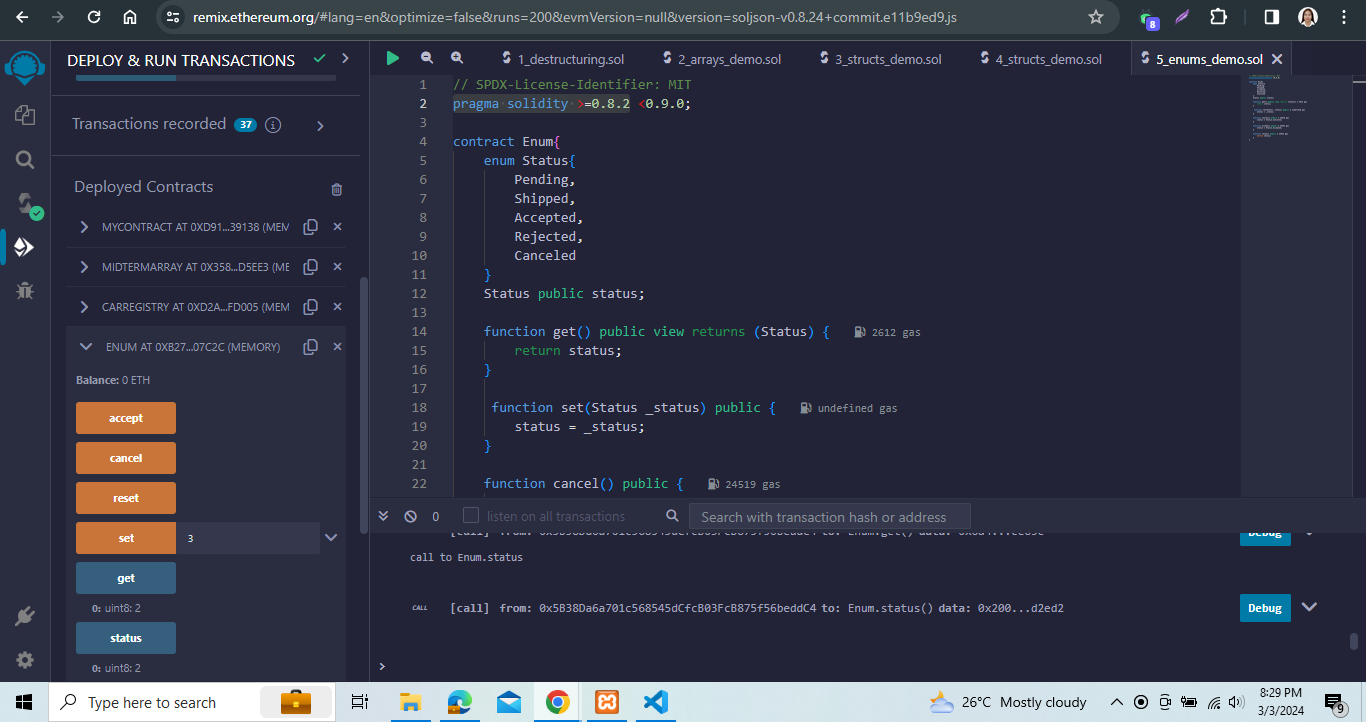 remix.ethereum.org/#lang=en&optimize=false&runs=200&evmVersion=null&version=soljson-v0.8.24+commit.e11b9ed9.js
8
DEPLOY & RUN TRANSACTIONS
Transactions recorded 37 i
Deployed Contracts
MYCONTRACT AT 0XD91...39138 (MEM
MIDTERMARRAY AT 0X358...D5EE3 (ME
CARREGISTRY AT 0XD2A...FD005 (MEM
ENUM AT 0XB27...07C2C (MEMORY)
Balance: 0 ETH
accept
cancel
reset
set 3
get
0: uint8: 2
status
0: uint8: 2
1_destructuring.sol 2_arrays_demo.sol 3_structs_demo.sol 4_structs_demo.sol 5_enums_demo.sol
1 // SPDX-License-Identifier: MIT
2 pragma solidity >=0.8.2 <0.9.0;
3
4 contract Enum{
5 enum Status{
6 Pending,
7 Shipped,
8 Accepted,
9 Rejected,
10 Canceled
11 }
12 Status public status;
13
14 function get() public view returns (Status) { 2612 gas
15 return status;
16 }
17
18 function set(Status _status) public { undefined gas
19 status = _status;
20 }
21
22 function cancel() public { 24519 gas
0 listen on all transactions Search with transaction hash or address
Debug
call to Enum.status
CALL [call] from: 0x5B38Da6a701c568545dCfcB03FcB875f56beddC4 to: Enum.status() data: 0x200...d2ed2 Debug
>
Type here to search
26°C Mostly cloudy
8:29 PM
3/3/2024
9